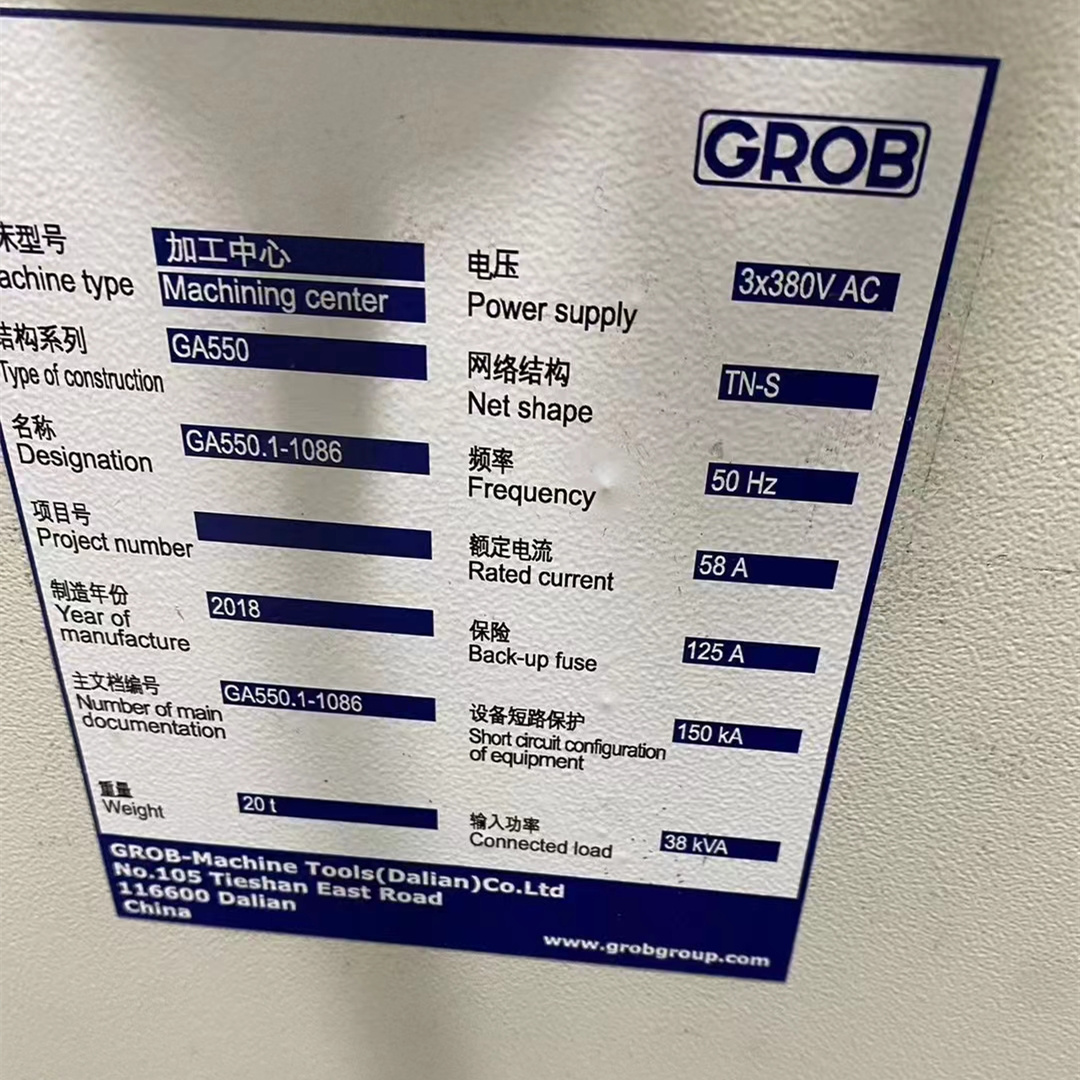 GROB
床型号
achine type
加工中心
Machining center
结构系列
Type of construction
GA550
名称
Designation
GA550.1-1086
项目号
Project number
制造年份
Year of
manufacture
2018
主文档编号
Number of main
documentation
GA550.1-1086
重量
Weight
20 t
电压
Power supply
3x380V AC
网络结构
Net shape
TN-S
频率
Frequency
50 Hz
额定电流
Rated current
58 A
保险
Back-up fuse
125 A
设备短路保护
Short circuit configuration
of equipment
150 kA
输入功率
Connected load
38 kVA
GROB-Machine Tools(Dalian)Co.Ltd
No.105 Tieshan East Road
116600 Dalian
China
www.grobgroup.com